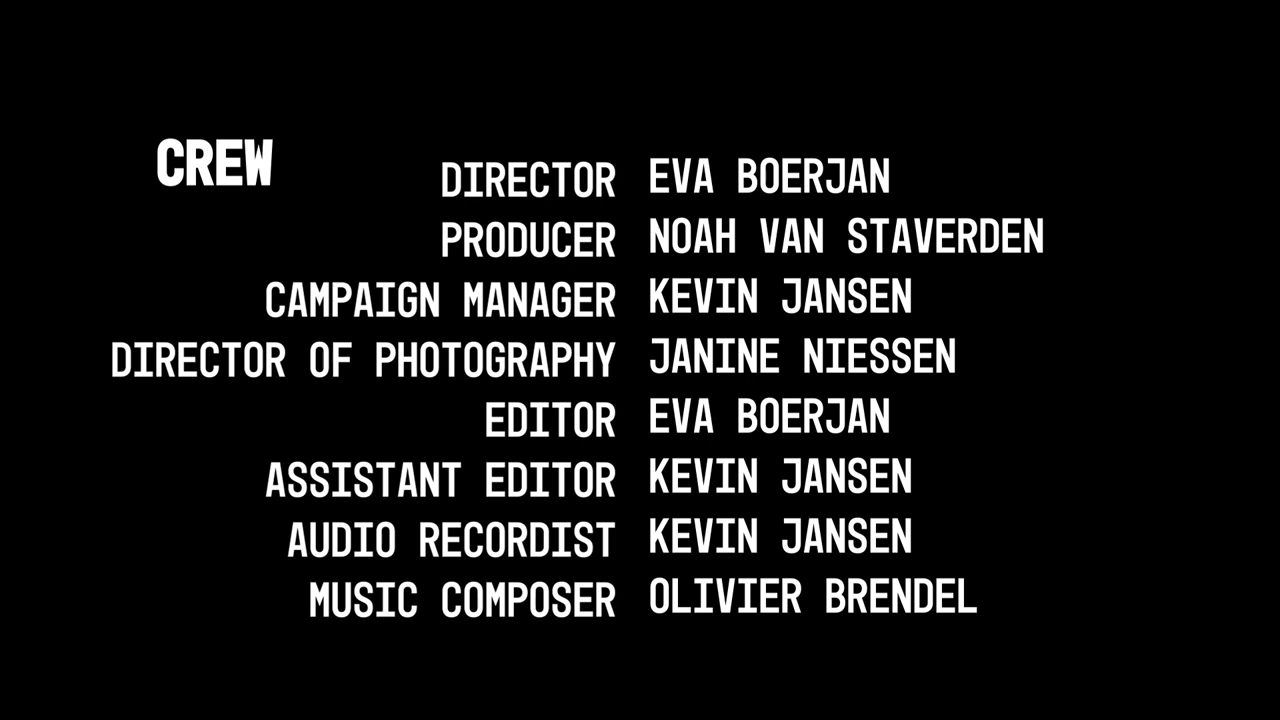 CREW
DIRECTOR EVA BOERJAN
PRODUCER NOAH VAN STAVERDEN
CAMPAIGN MANAGER KEVIN JANSEN
DIRECTOR OF PHOTOGRAPHY JANINE NIESSEN
EDITOR EVA BOERJAN
ASSISTANT EDITOR KEVIN JANSEN
AUDIO RECORDIST KEVIN JANSEN
MUSIC COMPOSER OLIVIER BRENDEL